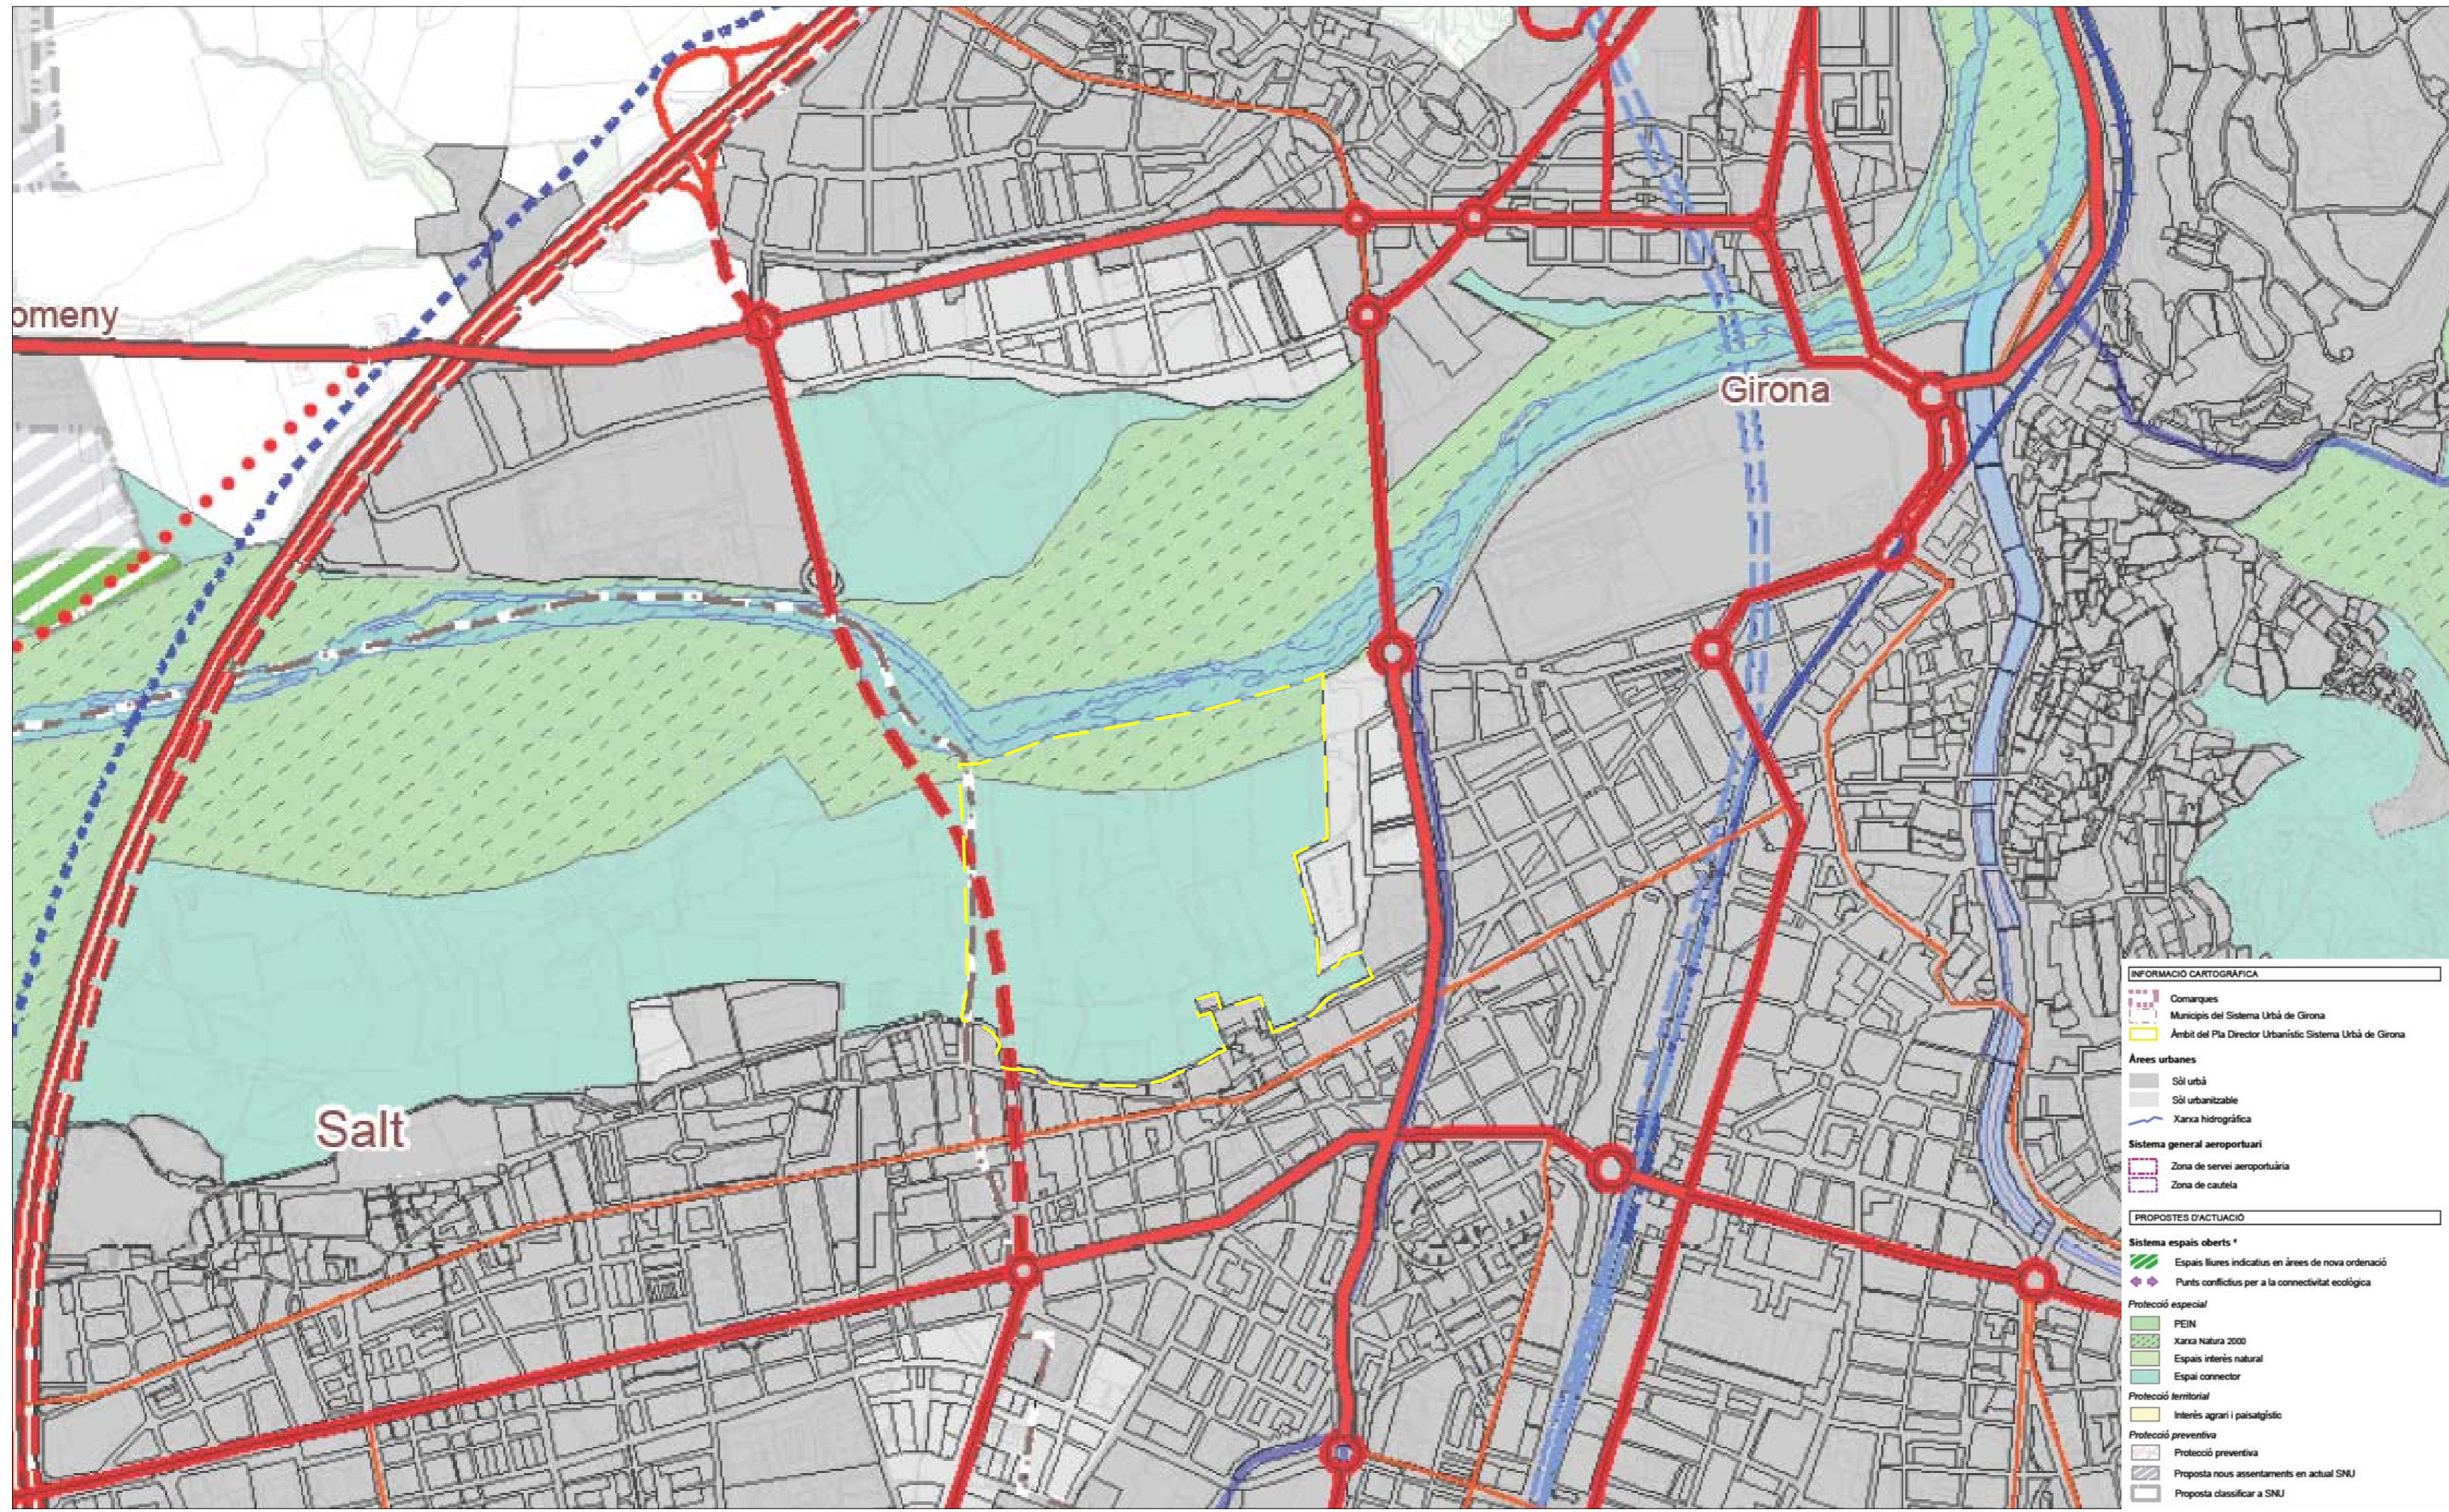 omeny
Girona
Salt
INFORMACIÓ CARTOGRÀFICA
Comarques
Municipis del Sistema Urbà de Girona
Àmbit del Pla Director Urbanístic Sistema Urbà de Girona
Àrees urbanes
Sòl urbà
Sòl urbanitzable
Xarxa hidrogràfica
Sistema general aeroportuari
Zona de servei aeroportuària
Zona de cautela
PROPOSTES D'ACTUACIÓ
Sistema espais oberts *
Espais lliures indicatius en àrees de nova ordenació
Punts conflictius per a la connectivitat ecològica
Protecció especial
PEIN
Xarxa Natura 2000
Espais interès natural
Espai connector
Protecció territorial
Interès agrari i paisatgístic
Protecció preventiva
Protecció preventiva
Proposta nous assentaments en actual SNU
Proposta classificar a SNU